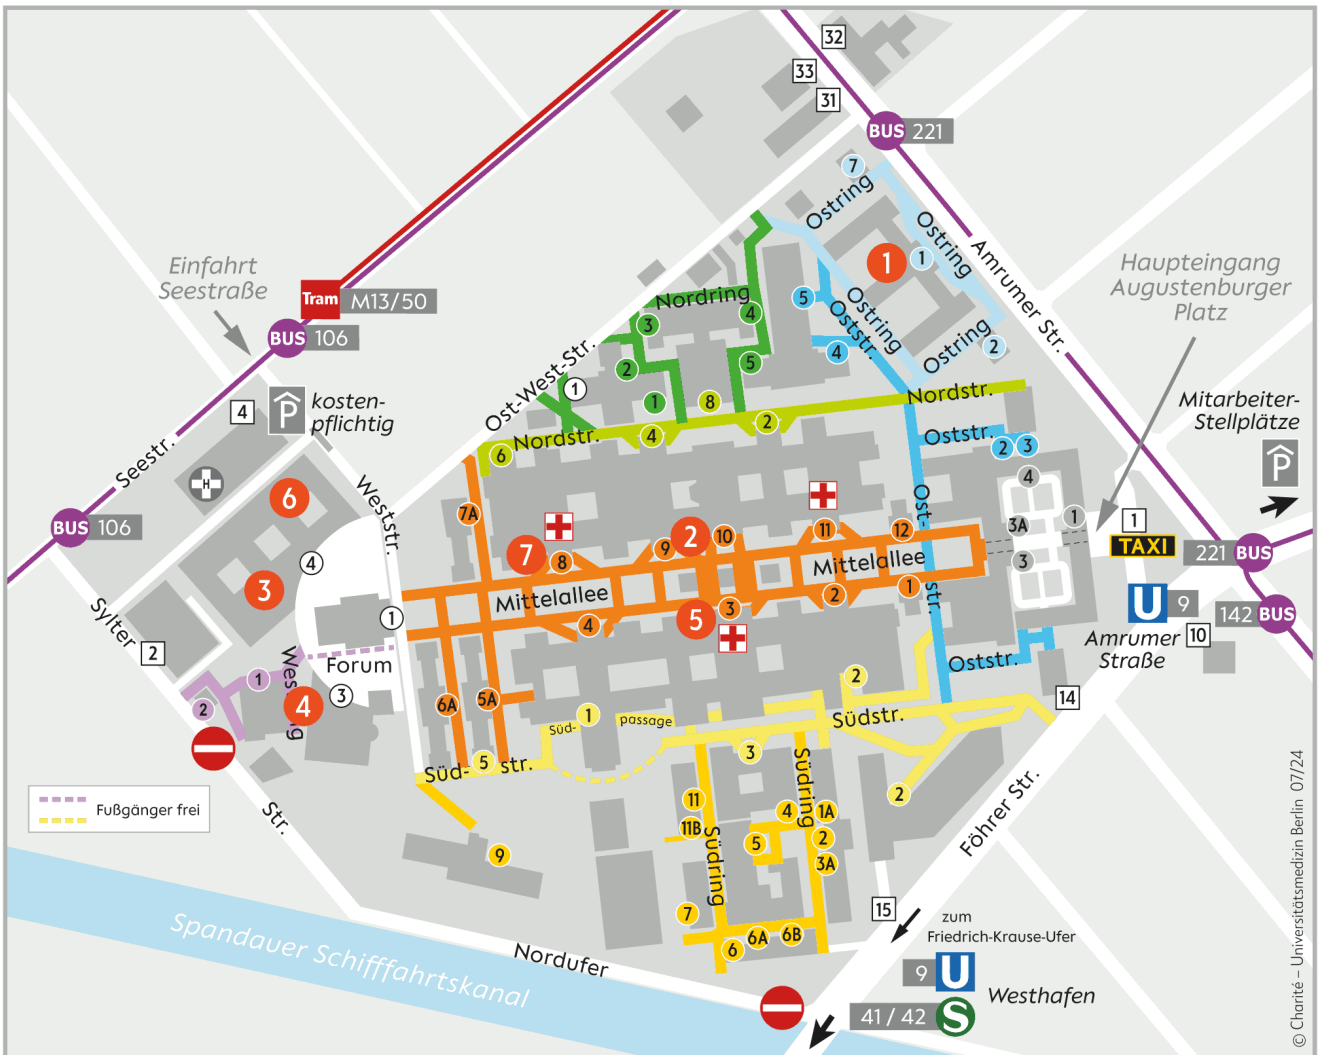 32
33
31
BUS 221
7
Ostring
Ostring
1
1
Amrumer Str.
Haupteingang
Augustenburger
Platz
Einfahrt
Seestraße
Tram M13/50
BUS 106
Nordring
4
3
5
Ostring
Oststr.
Ostring
2
4
2
5
1
Ost-West-Str.
1
8
Nordstr.
4
P
kosten-
pflichtig
Mitarbeiter-
Stellplätze
P
Nordstr.
4
2
6
Oststr.
2
3
Seestr.
H
6
Weststr.
7A
BUS 106
4
3A
1
1
TAXI
221 BUS
Ost-
str.
11
12
10
2
9
7
8
Mittelallee
Mittelallee
3
4
3
1
2
3
5
4
1
U 9
142 BUS
Amrumer
Straße
10
Sylter
2
Forum
Westring
1
2
4
3
6A
5A
Oststr.
14
2
Südstr.
1
Süd-
passage
3
Süd-
5
str.
2
Fußgänger frei
Str.
11
11B
Südring
Südring
4
1A
2
5
3A
9
7
6
6A
6B
Föhrer Str.
15
zum
Friedrich-Krause-Ufer
9 U
Westhafen
41 / 42 S
Nordufer
Spandauer Schifffahrtskanal
© Charité – Universitätsmedizin Berlin 07/24